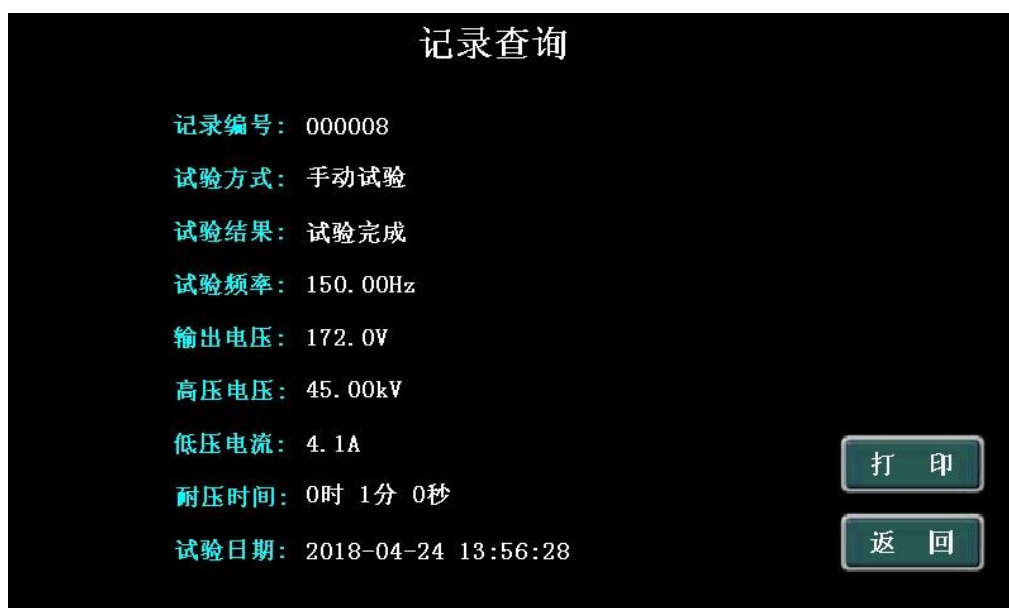 记录查询
记录编号: 000008
试验方式: 手动试验
试验结果: 试验完成
试验频率: 150.00Hz
输出电压: 172.0V
高压电压: 45.00kV
低压电流: 4.1A
耐压时间: 0时 1分 0秒
试验日期: 2018-04-24 13:56:28
打 印
返 回